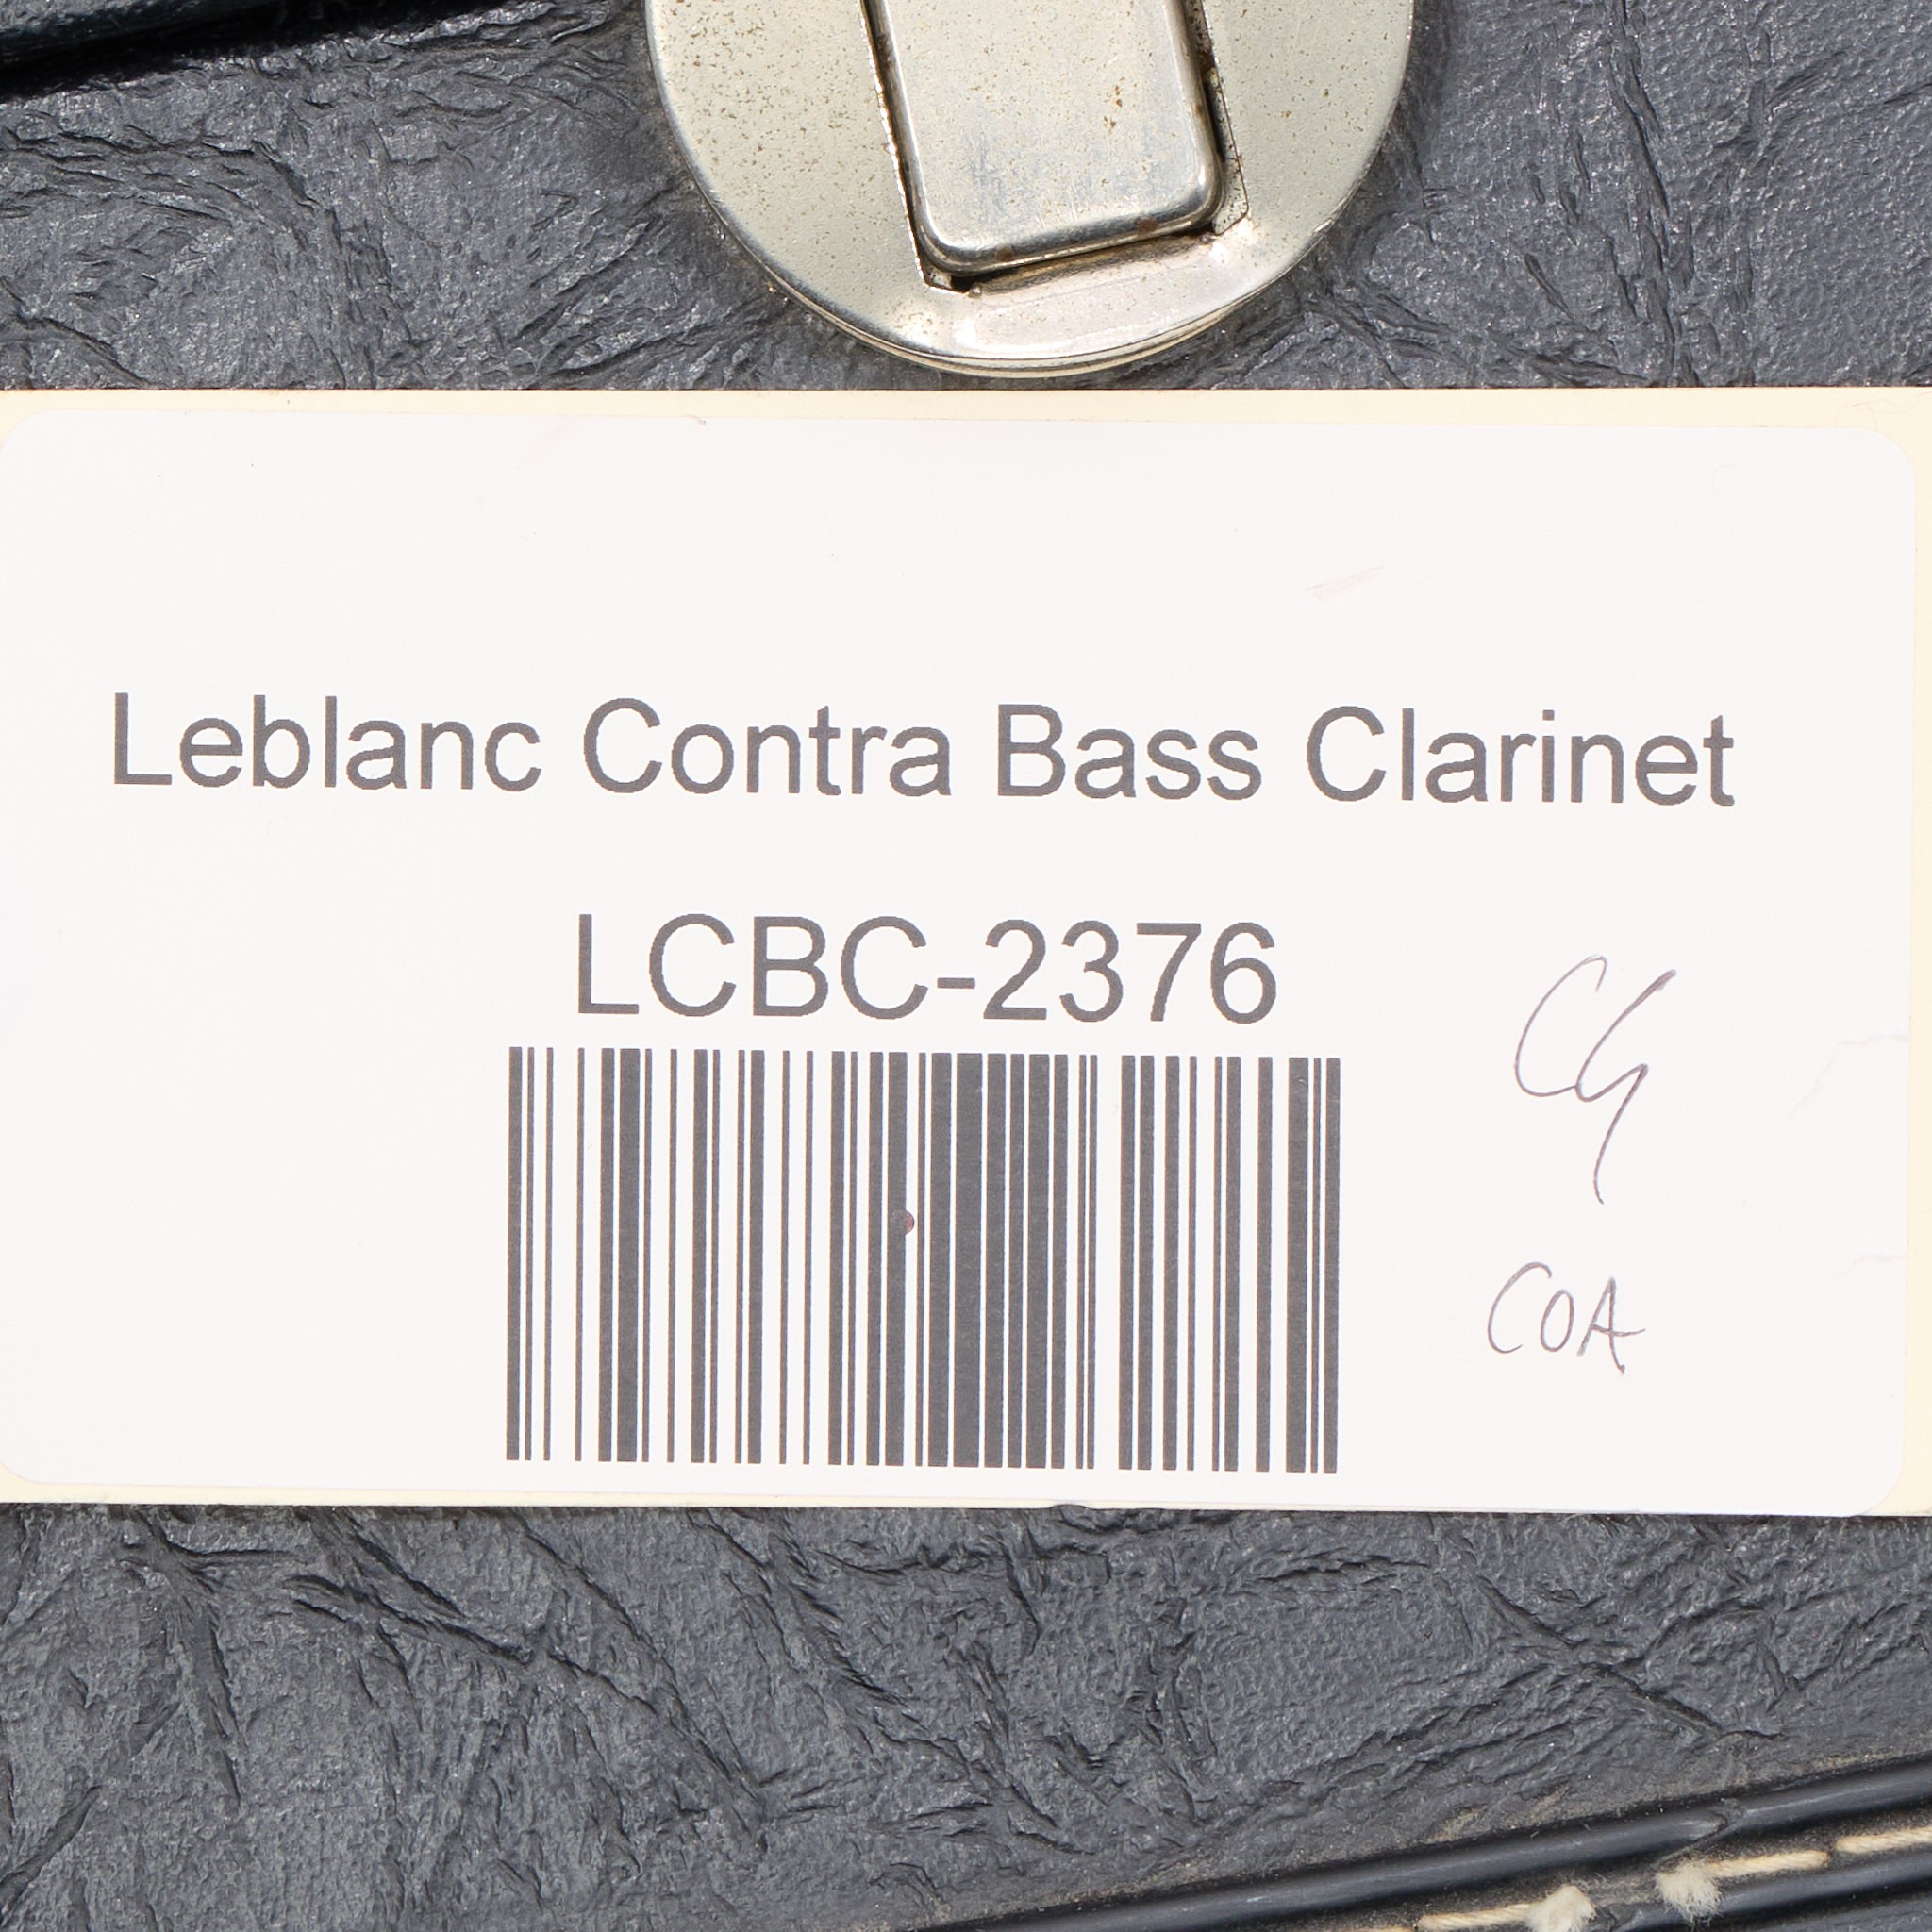 Leblanc Contra Bass Clarinet
LCBC-2376
COA